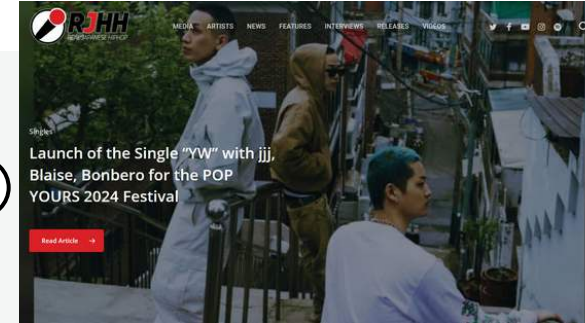 RJHH
MEDIA ARTISTS NEWS FEATURES INTERVIEWS RELEASES VIDEOS
Singles
Launch of the Single “YW” with jjj,
Blaise, Bonbero for the POP
YOURS 2024 Festival
Read Article